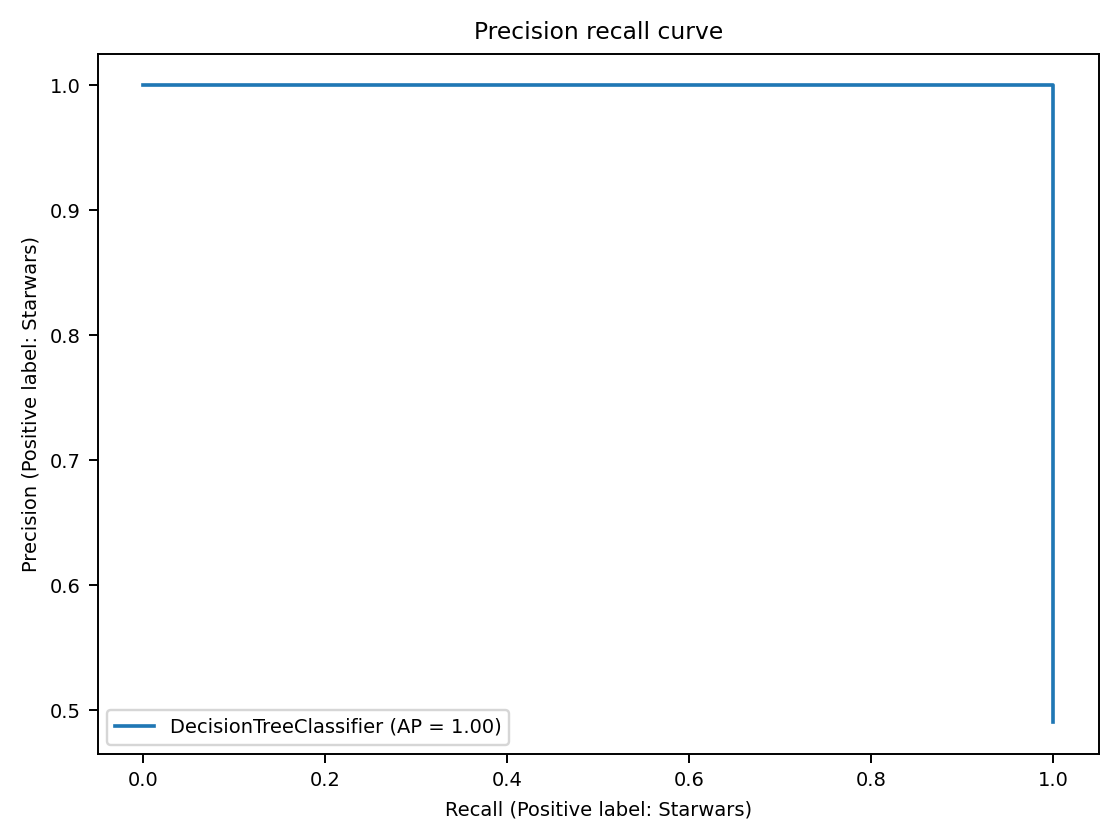 Precision recall curve
1.0
0.9
0.8
0.7
0.6
0.5
Precision (Positive label: Starwars)
DecisionTreeClassifier (AP = 1.00)
0.0 0.2 0.4 0.6 0.8 1.0
Recall (Positive label: Starwars)